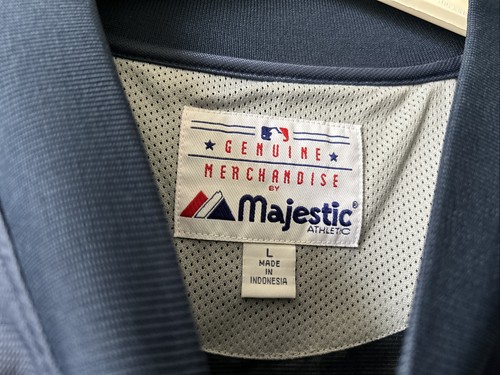 GENUINE
MERCHANDISE
BY
Majestic®
ATHLETIC
L
MADE
IN
INDONESIA